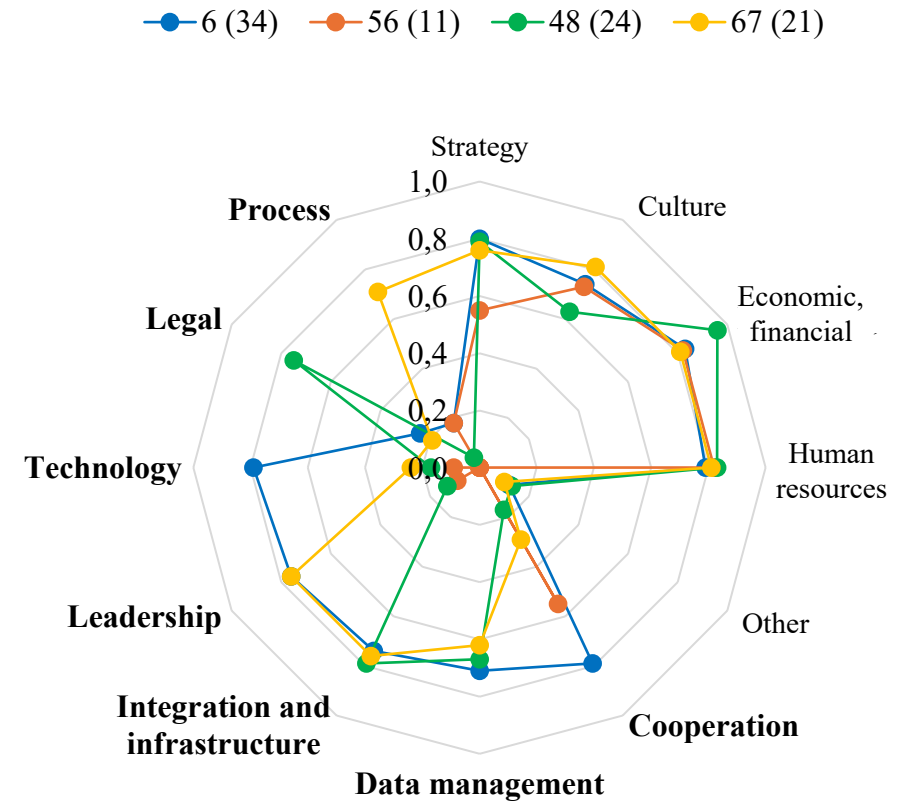 6 (34) 56 (11) 48 (24) 67 (21)
Strategy
1,0
Culture
Process
0,8
Economic,
financial
0,6
Legal
0,4
0,2
Technology
0,0
Human
resources
Leadership
Other
Integration and
infrastructure
Cooperation
Data management